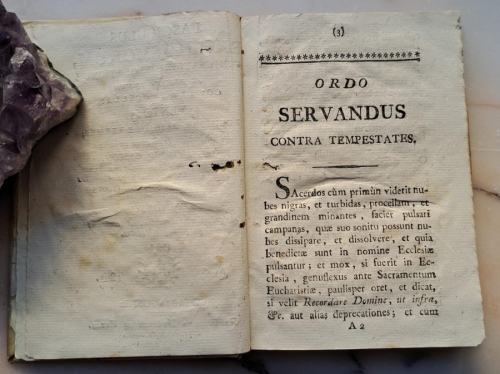 (3)
ORDO
SERVANDUS
CONTRA TEMPESTATES.
SAcerdos cùm primùn viderit nu-
bes nigras, et turbidas, procellam, et
grandinem minantes, faciet pulsari
campanas, quæ suo sonitu possunt nu-
bes dissipare, et dissolvere, et quia
benedictæ sunt in nomine Ecclesiæ
pulsantur; et mox, si fuerit in Ec-
clesia, genuflexus ante Sacramentum
Eucharistiæ, paulisper oret, et dicat,
si velit Recordare Domine, ut infra,
&c. aut alias deprecationes; et cum
A 2